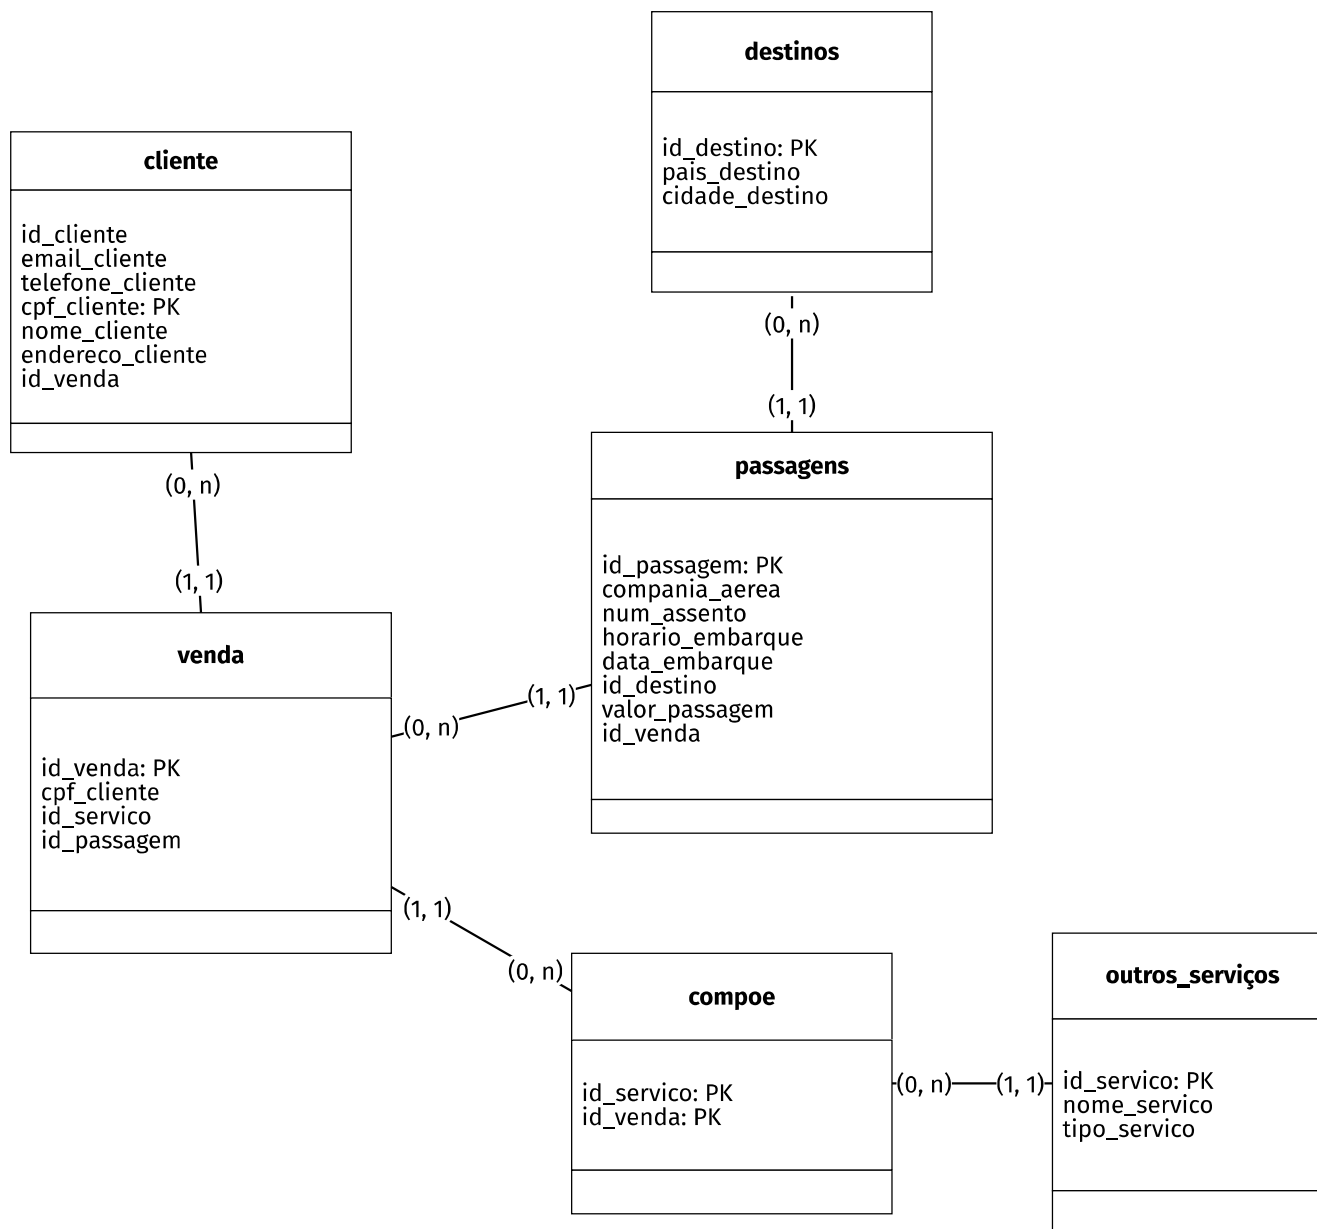 destinos
id_destino: PK
pais_destino
cidade_destino
cliente
id_cliente
email_cliente
telefone_cliente
cpf_cliente: PK
nome_cliente
endereco_cliente
id_venda
(0, n)
(1, 1)
(0, n)
(1, 1)
passagens
id_passagem: PK
compania_aerea
num_assento
horario_embarque
data_embarque
id_destino
valor_passagem
id_venda
venda
id_venda: PK
cpf_cliente
id_servico
id_passagem
(0, n)
(1, 1)
(1, 1)
(0, n)
compoe
id_servico: PK
id_venda: PK
(0, n)
(1, 1)
outros_serviços
id_servico: PK
nome_servico
tipo_servico